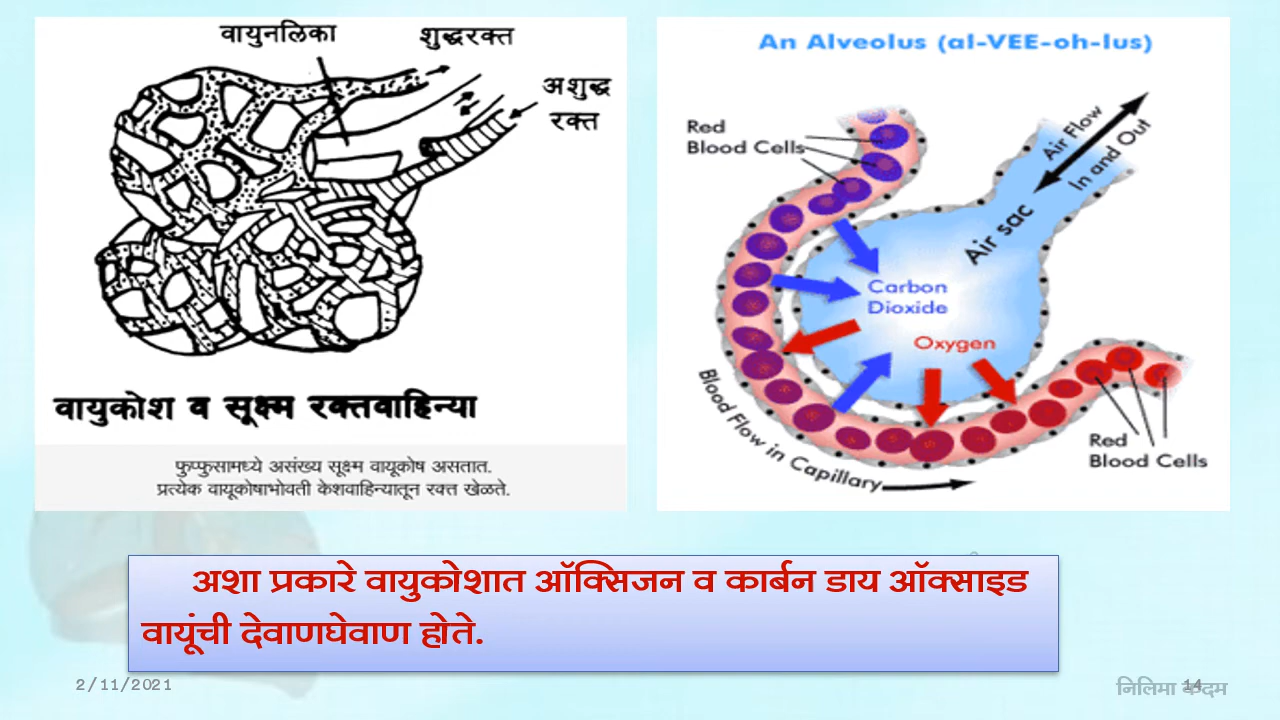 वायुनलिका
शुद्धरक्त
अशुद्ध
रक्त
वायुकोश व सूक्ष्म रक्तवाहिन्या
फुप्फुसामध्ये असंख्य सूक्ष्म वायूकोष असतात.
प्रत्येक वायूकोषाभोवती केशवाहिन्यातून रक्त खेळते.
An Alveolus (al-VEE-oh-lus)
Red
Blood Cells
Air Flow
In and Out
Air sac
Carbon
Dioxide
Oxygen
Blood Flow in Capillary
Red
Blood Cells
अशा प्रकारे वायुकोशात ऑक्सिजन व कार्बन डाय ऑक्साइड
वायूंची देवाणघेवाण होते.
2/11/2021
निलिमा कदम
14